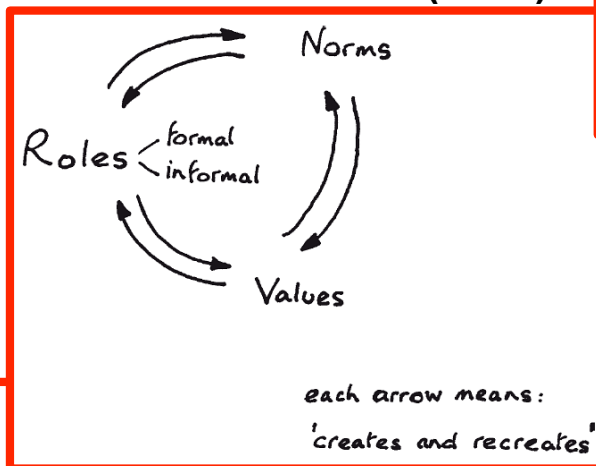 Norms
Roles
formal
informal
Values
each arrow means:
'creates and recreates"